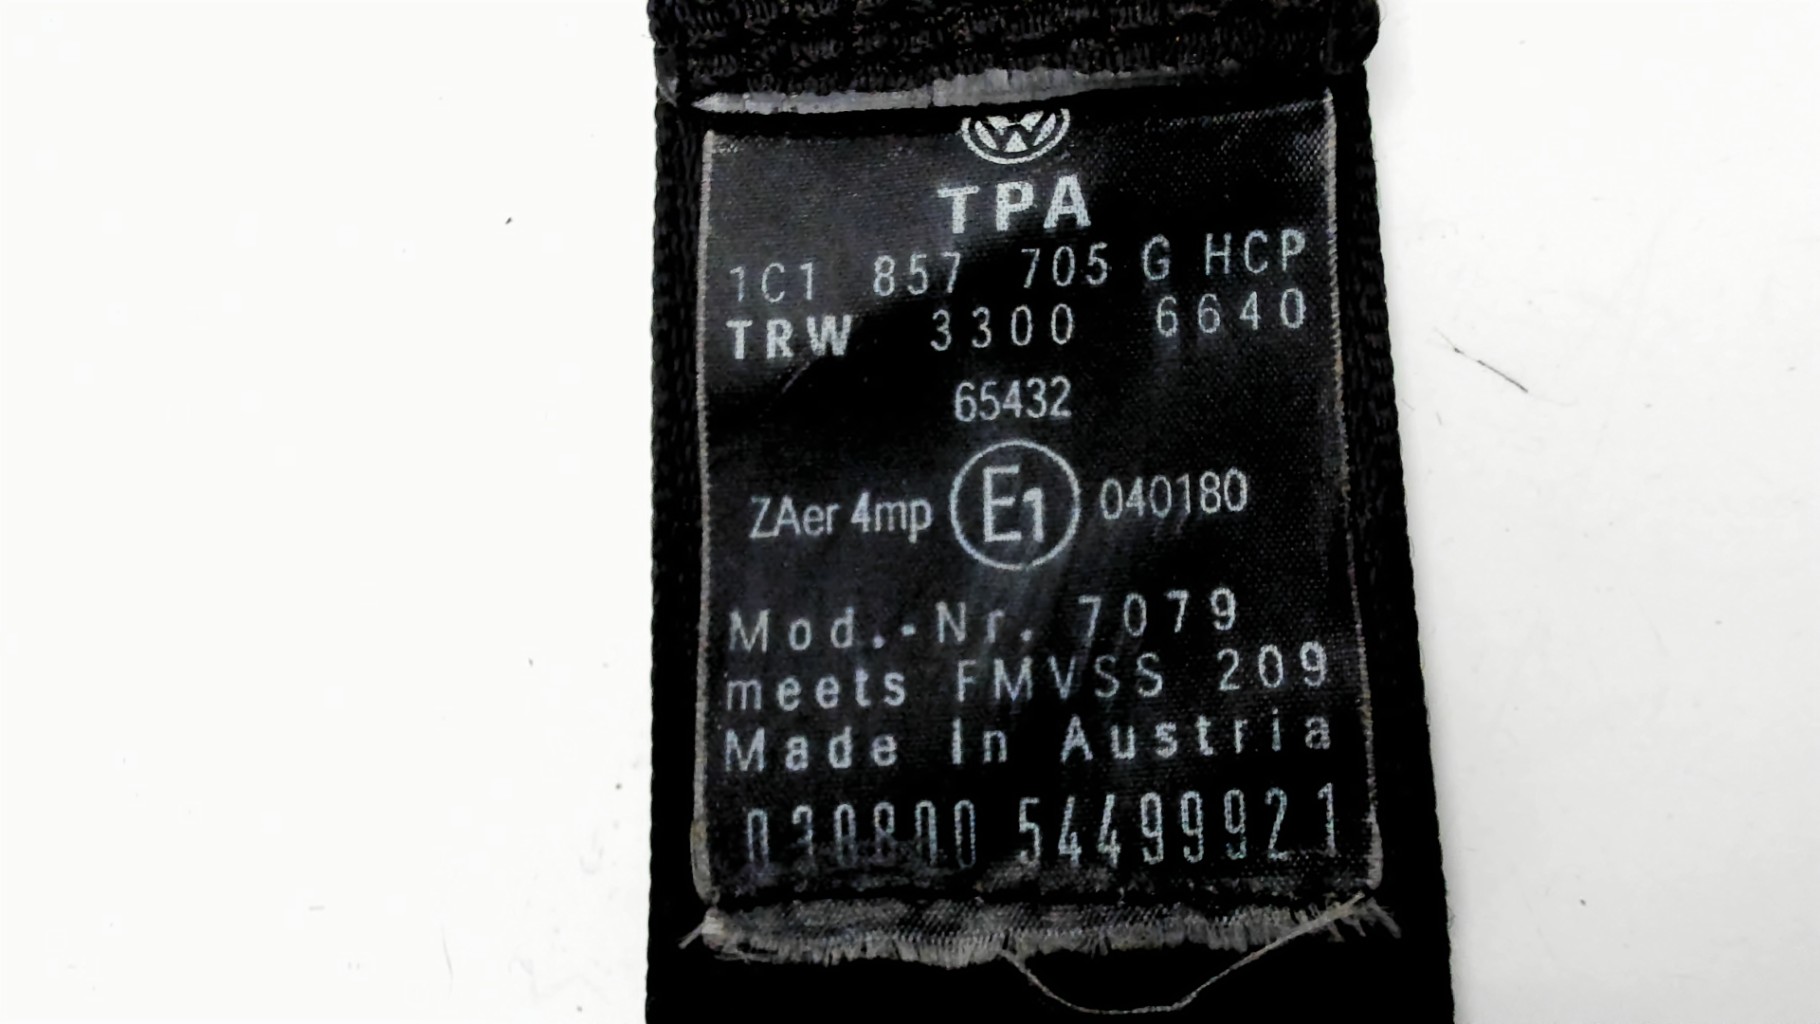 TPA
1C1 857 705 G HCP
TRW 3300 6640
65432
ZAer 4mp E1 040180
Mod.-Nr. 7079
meets FMVSS 209
Made In Austria
030800 54499921